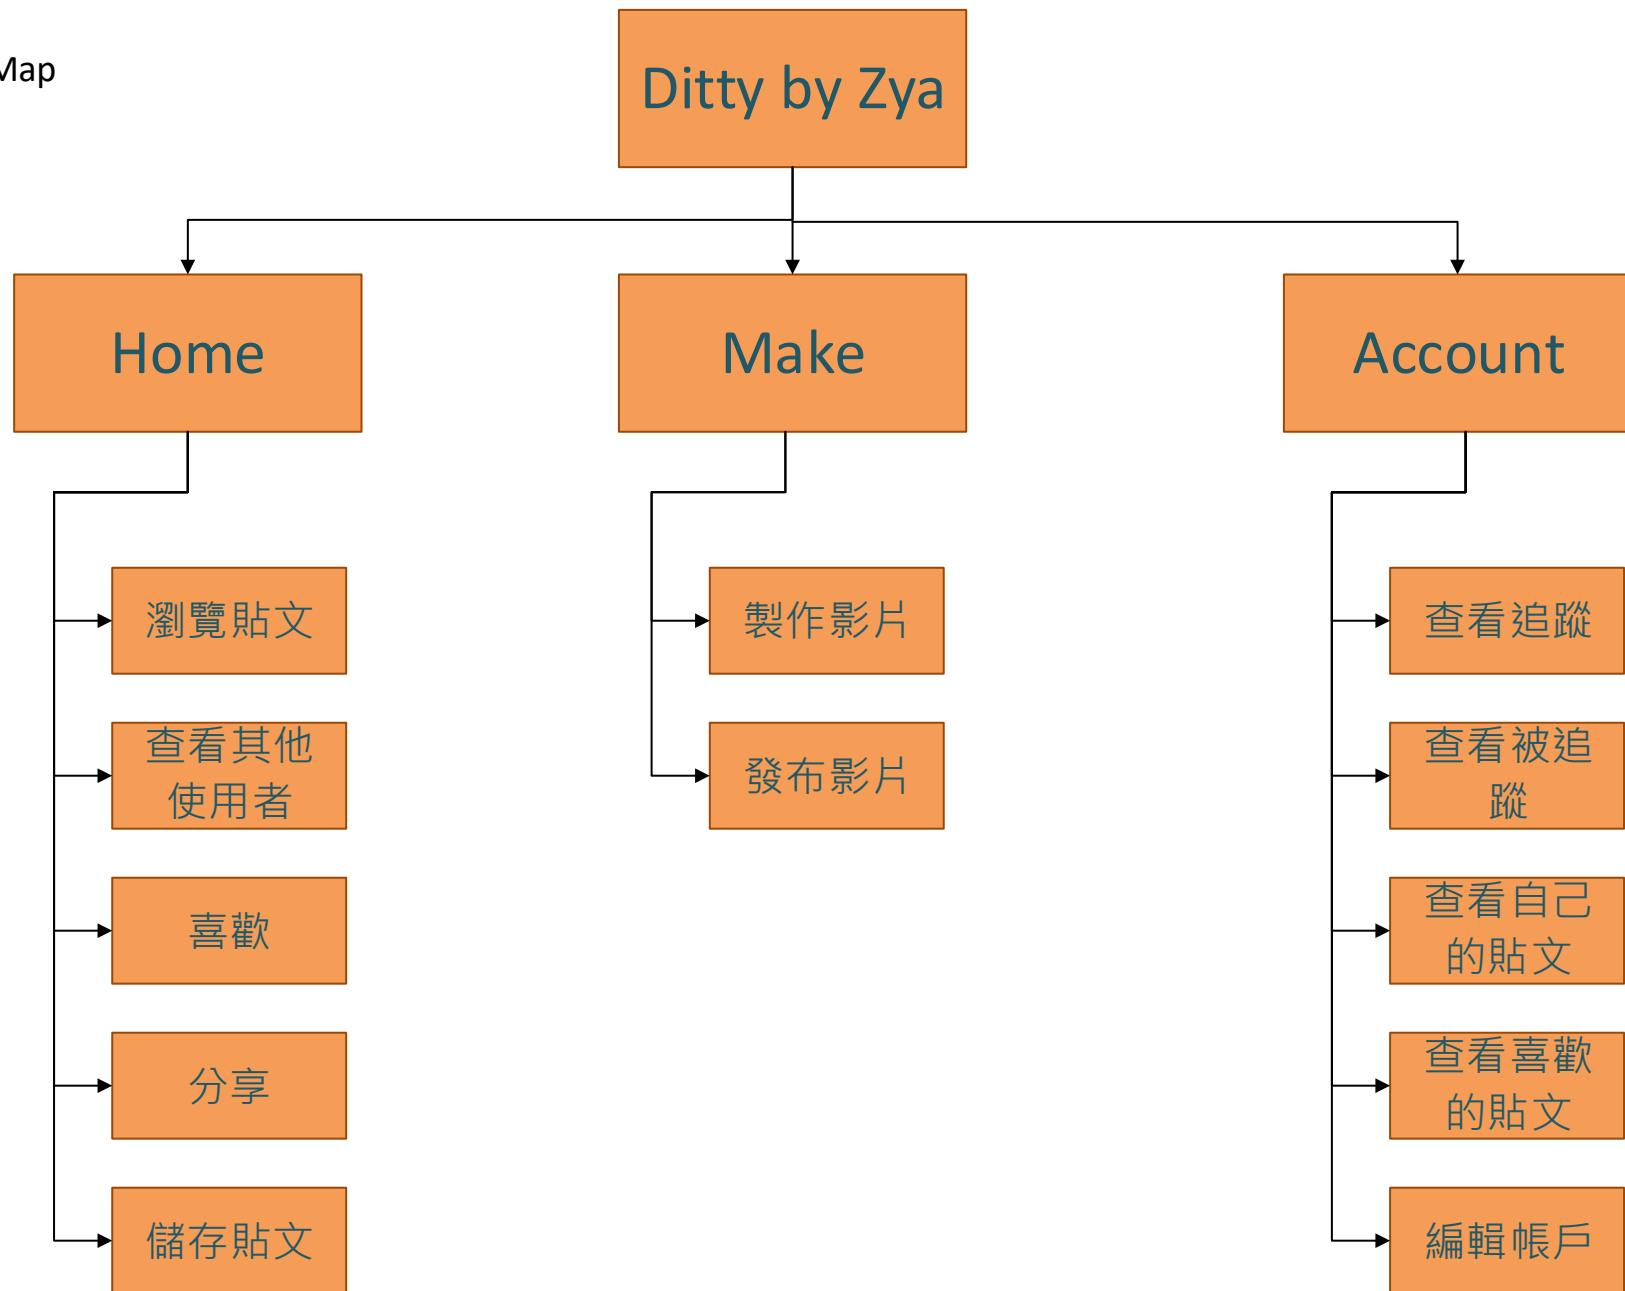 Map
Ditty by Zya
Home
Make
Account
瀏覽貼文
查看其他
使用者
喜歡
分享
儲存貼文
製作影片
發布影片
查看追蹤
查看被追
蹤
查看自己
的貼文
查看喜歡
的貼文
編輯帳戶